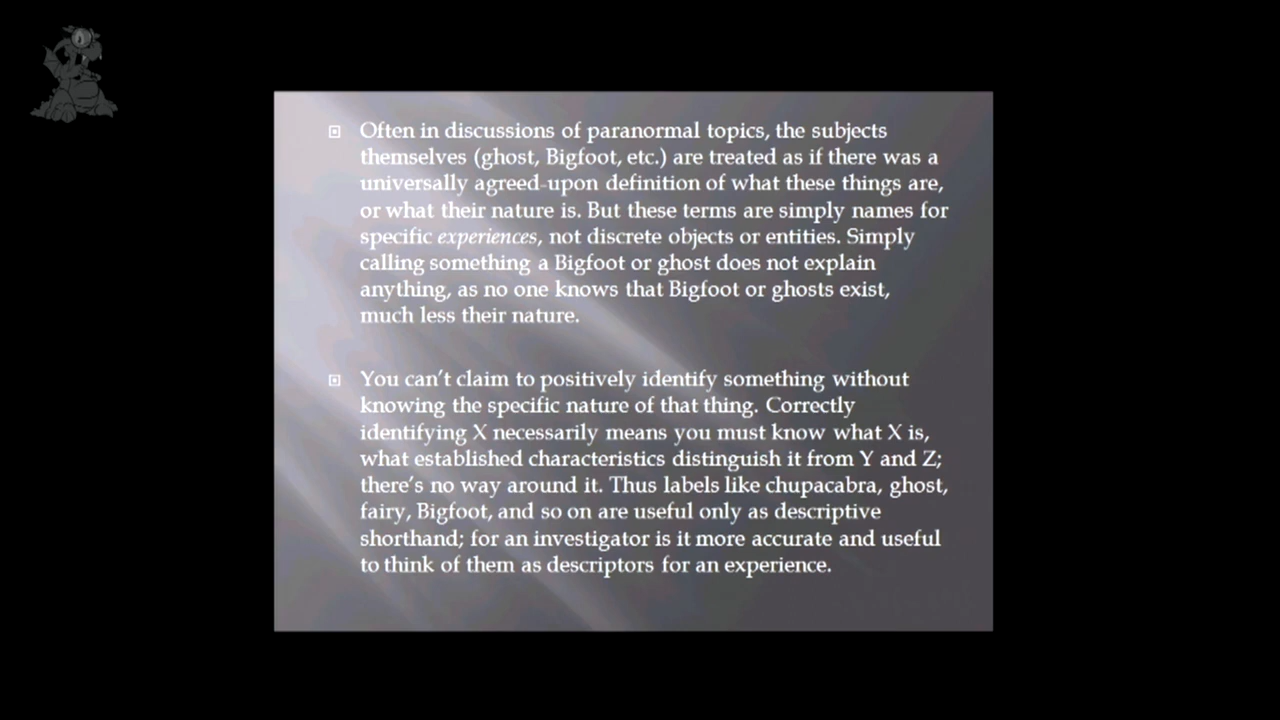 Often in discussions of paranormal topics, the subjects
themselves (ghost, Bigfoot, etc.) are treated as if there was a
universally agreed-upon definition of what these things are,
or what their nature is. But these terms are simply names for
specific experiences, not discrete objects or entities. Simply
calling something a Bigfoot or ghost does not explain
anything, as no one knows that Bigfoot or ghosts exist,
much less their nature.
You can't claim to positively identify something without
knowing the specific nature of that thing. Correctly
identifying X necessarily means you must know what X is,
what established characteristics distinguish it from Y and Z;
there's no way around it. Thus labels like chupacabra, ghost,
fairy, Bigfoot, and so on are useful only as descriptive
shorthand; for an investigator is it more accurate and useful
to think of them as descriptors for an experience.